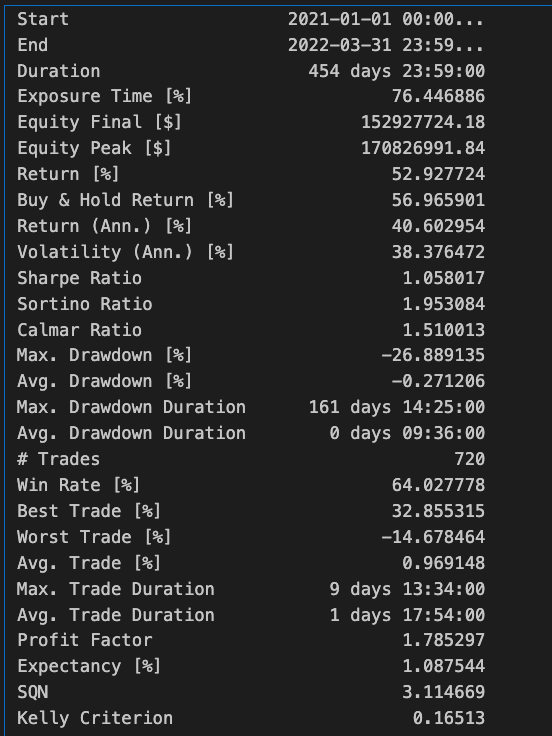 Start 2021-01-01 00:00...
End 2022-03-31 23:59...
Duration 454 days 23:59:00
Exposure Time [%] 76.446886
Equity Final [$] 152927724.18
Equity Peak [$] 170826991.84
Return [%] 52.927724
Buy & Hold Return [%] 56.965901
Return (Ann.) [%] 40.602954
Volatility (Ann.) [%] 38.376472
Sharpe Ratio 1.058017
Sortino Ratio 1.953084
Calmar Ratio 1.510013
Max. Drawdown [%] -26.889135
Avg. Drawdown [%] -0.271206
Max. Drawdown Duration 161 days 14:25:00
Avg. Drawdown Duration 0 days 09:36:00
# Trades 720
Win Rate [%] 64.027778
Best Trade [%] 32.855315
Worst Trade [%] -14.678464
Avg. Trade [%] 0.969148
Max. Trade Duration 9 days 13:34:00
Avg. Trade Duration 1 days 17:54:00
Profit Factor 1.785297
Expectancy [%] 1.087544
SQN 3.114669
Kelly Criterion 0.16513